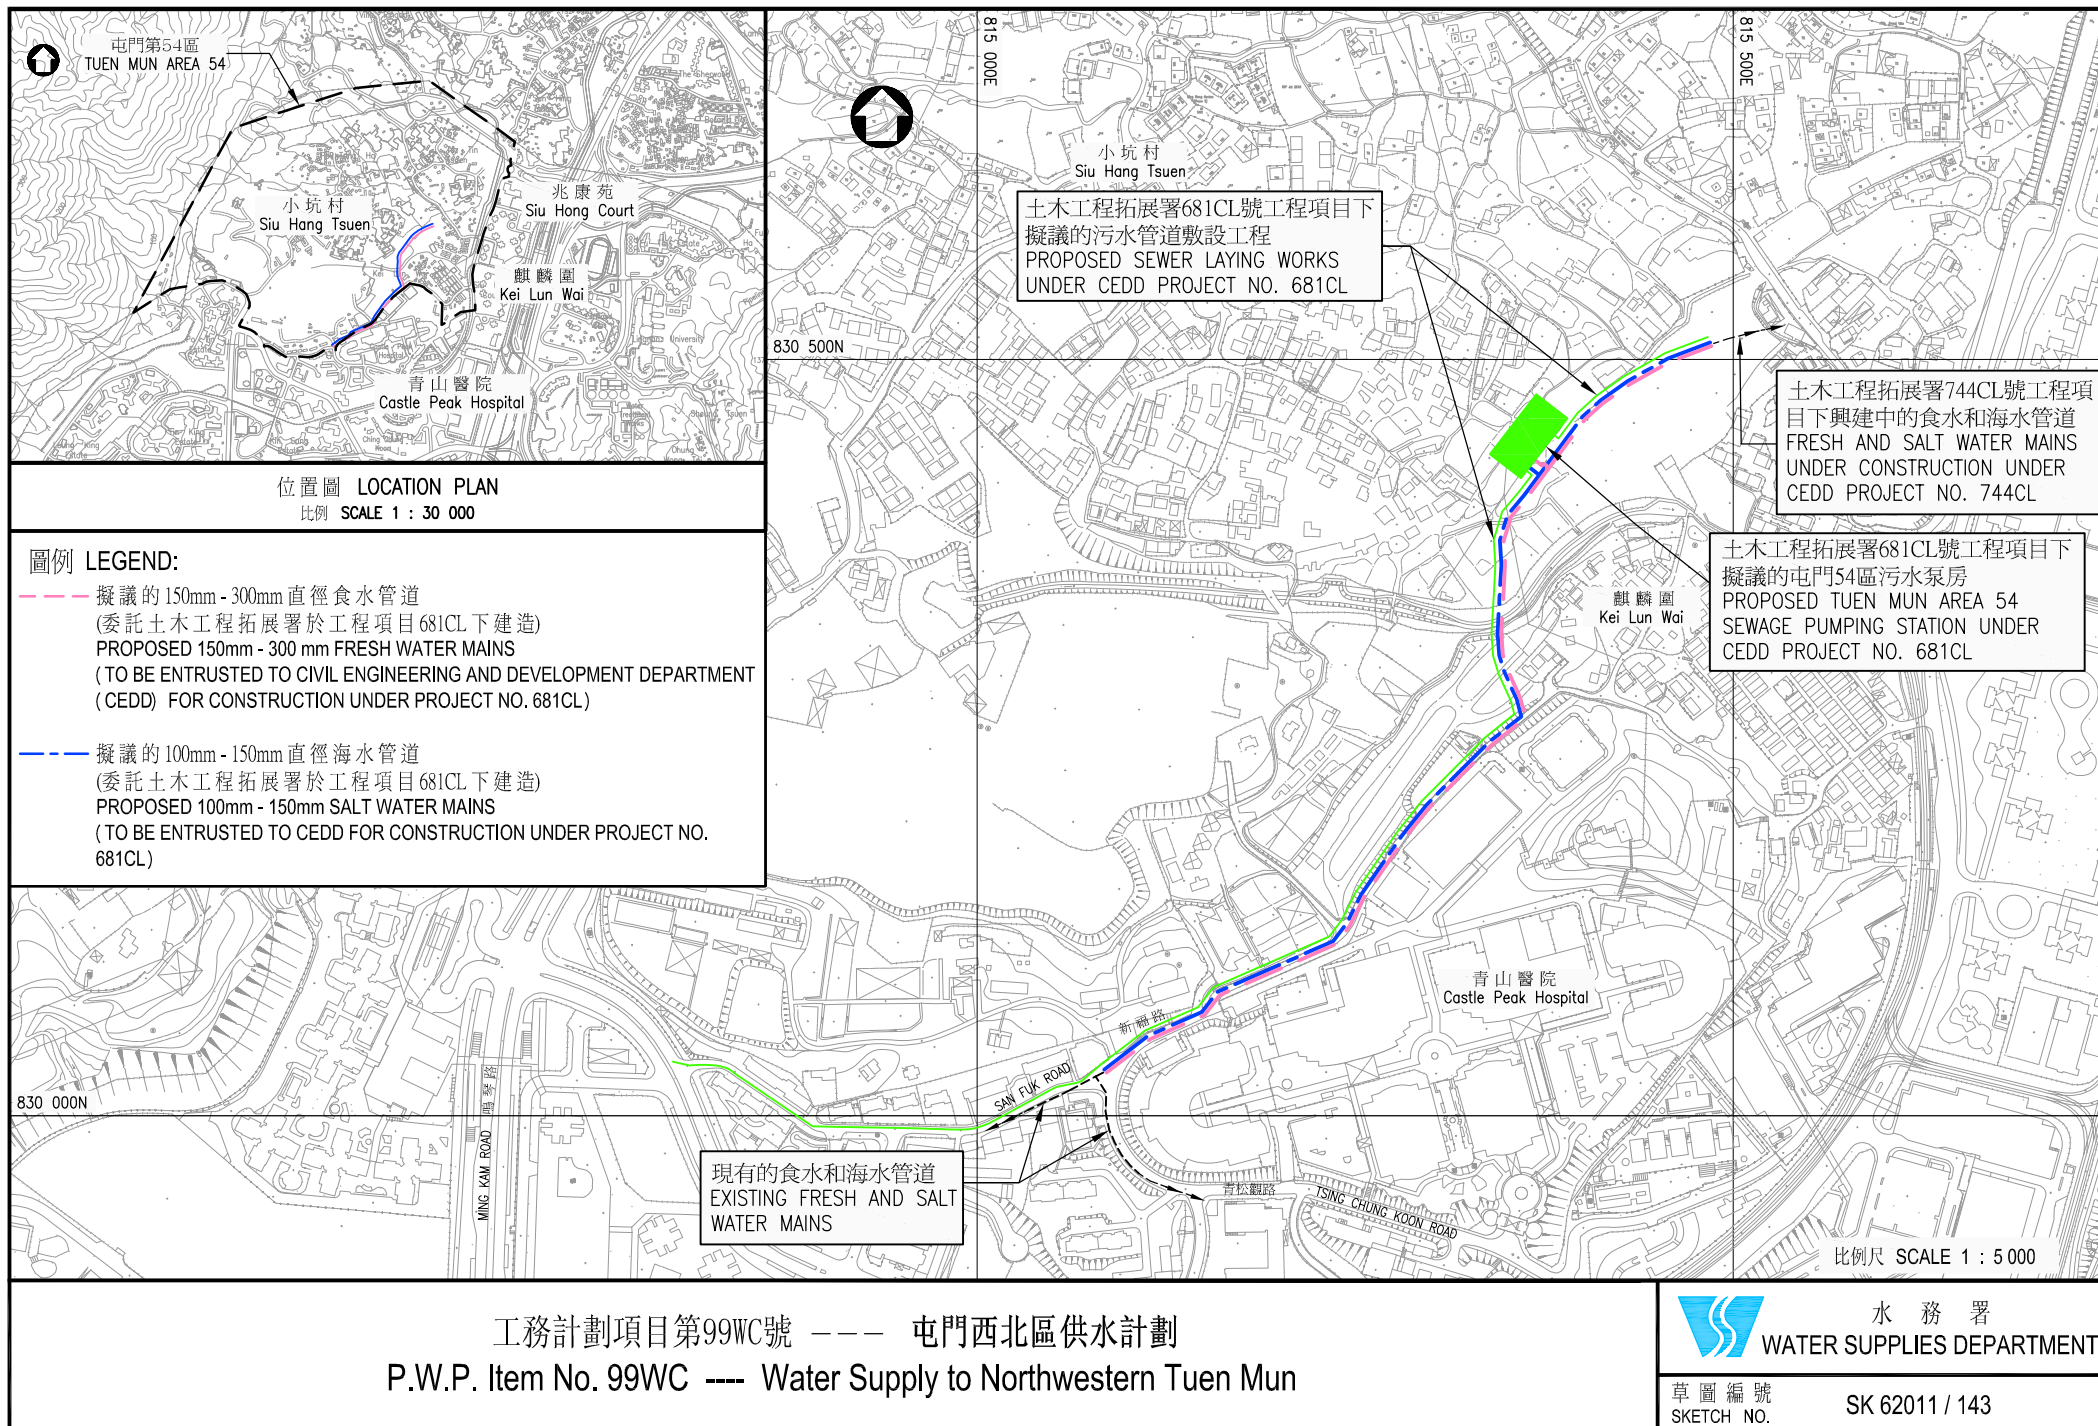 屯門第54區
TUEN MUN AREA 54
小坑村
Siu Hang Tsuen
兆康苑
Siu Hong Court
麒麟圍
Kei Lun Wai
青山醫院
Castle Peak Hospital
位置圖 LOCATION PLAN
比例 SCALE 1 : 30 000
圖例 LEGEND:
擬議的150mm - 300mm直徑食水管道
(委託土木工程拓展署於工程項目681CL下建造)
PROPOSED 150mm - 300 mm FRESH WATER MAINS
( TO BE ENTRUSTED TO CIVIL ENGINEERING AND DEVELOPMENT DEPARTMENT
( CEDD) FOR CONSTRUCTION UNDER PROJECT NO. 681CL)
擬議的100mm - 150mm直徑海水管道
(委託土木工程拓展署於工程項目681CL下建造)
PROPOSED 100mm - 150mm SALT WATER MAINS
( TO BE ENTRUSTED TO CEDD FOR CONSTRUCTION UNDER PROJECT NO.
681CL)
815 000E
815 500E
830 500N
830 000N
小坑村
Siu Hang Tsuen
土木工程拓展署681CL號工程項目下
擬議的污水管道敷設工程
PROPOSED SEWER LAYING WORKS
UNDER CEDD PROJECT NO. 681CL
土木工程拓展署744CL號工程項
目下興建中的食水和海水管道
FRESH AND SALT WATER MAINS
UNDER CONSTRUCTION UNDER
CEDD PROJECT NO. 744CL
土木工程拓展署681CL號工程項目下
擬議的屯門54區污水泵房
PROPOSED TUEN MUN AREA 54
SEWAGE PUMPING STATION UNDER
CEDD PROJECT NO. 681CL
麒麟圍
Kei Lun Wai
青山醫院
Castle Peak Hospital
新福路
SAN FUK ROAD
MING KAM ROAD 鳴琴路
現有的食水和海水管道
EXISTING FRESH AND SALT
WATER MAINS
青松觀路
TSING CHUNG KOON ROAD
比例尺 SCALE 1 : 5 000
工務計劃項目第99WC號 ––– 屯門西北區供水計劃
P.W.P. Item No. 99WC ---- Water Supply to Northwestern Tuen Mun
水務署
WATER SUPPLIES DEPARTMENT
草圖編號
SKETCH NO.
SK 62011 / 143